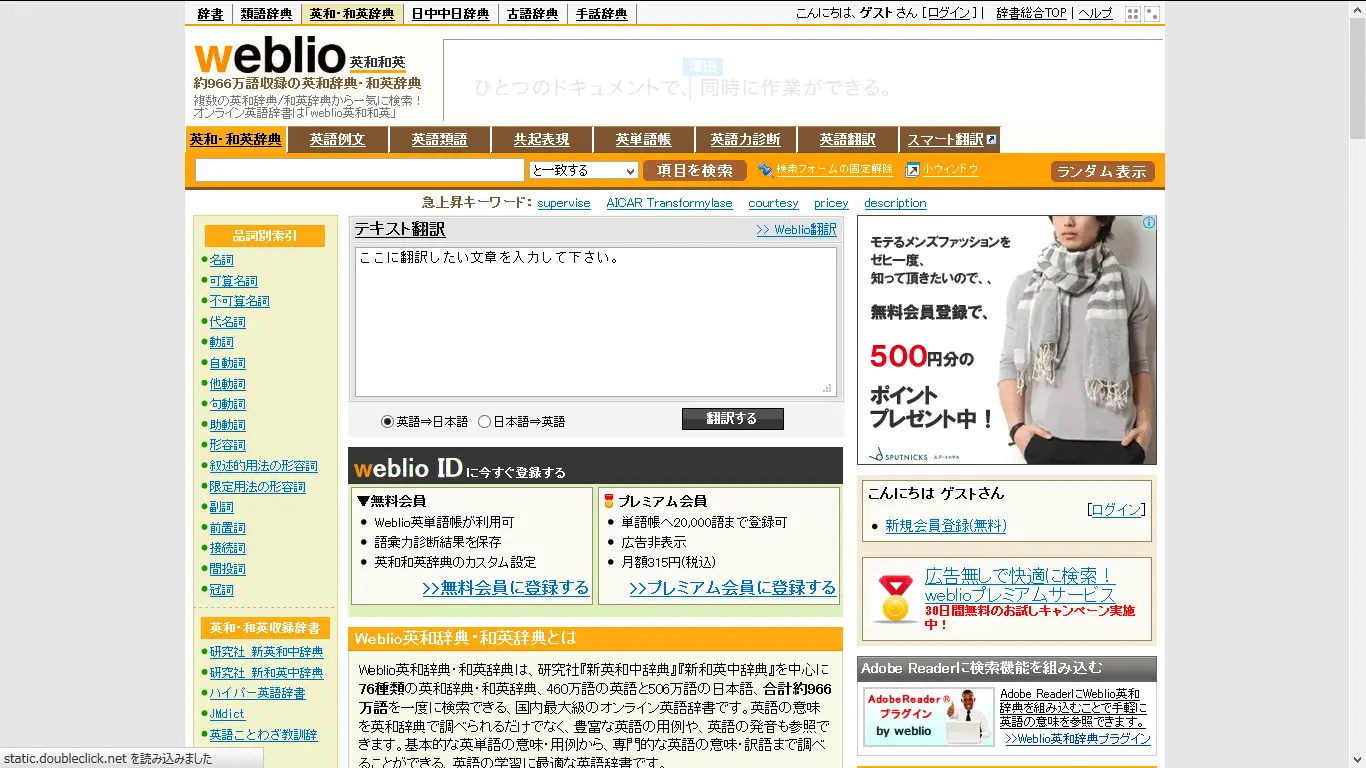 辞書 類語辞典 英和・和英辞典 日中中日辞典 古語辞典 手話辞典 こんにちは、ゲスト さん [ログイン] | 辞書総合TOP | ヘルプ
weblio 英和和英
約966万語収録の英和辞典・和英辞典
複数の英和辞典/和英辞典から一気に検索！
オンライン英語辞書は「weblio英和和英」
澤田
ひとつのドキュメントで、同時に作業ができる。
英和・和英辞典 英語例文 英語類語 共起表現 英単語帳 英語力診断 英語翻訳 スマート翻訳
と一致する 項目を検索 検索フォームの固定解除 小ウィンドウ ランダム表示
急上昇キーワード: supervise AICAR Transformylase courtesy pricey description
品詞別索引
名詞
可算名詞
不可算名詞
代名詞
動詞
自動詞
他動詞
句動詞
助動詞
形容詞
叙述的用法の形容詞
限定用法の形容詞
副詞
前置詞
接続詞
間投詞
冠詞
英和・和英収録辞書
研究社 新英和中辞典
研究社 新和英中辞典
ハイパー英語辞書
JMdict
英語ことわざ教訓辞
テキスト翻訳 >> Weblio翻訳
ここに翻訳したい文章を入力して下さい。
英語⇒日本語 日本語⇒英語 翻訳する
weblio IDに今すぐ登録する
▼無料会員
Weblio英単語帳が利用可
語彙力診断結果を保存
英和和英辞典のカスタム設定
>>無料会員に登録する
プレミアム会員
単語帳へ20,000語まで登録可
広告非表示
月額315円(税込)
>>プレミアム会員に登録する
Weblio英和辞典・和英辞典とは
Weblio英和辞典・和英辞典は、研究社『新英和中辞典』『新和英中辞典』を中心に
76種類の英和辞典・和英辞典、460万語の英語と506万語の日本語、合計約966
万語を一度に検索できる、国内最大級のオンライン英語辞書です。英語の意味
を英和辞典で調べられるだけでなく、豊富な英語の用例や、英語の発音も参照で
きます。基本的な英単語の意味・用例から、専門的な英語の意味・訳語まで調べ
ることができる、英語の学習に最適な英語辞書です。
モテるメンズファッションを
ゼヒ一度、
知って頂きたいので、、
無料会員登録で、
500円分の
ポイント
プレゼント中！
SPUTNICKS
こんにちは ゲストさん
[ログイン]
新規会員登録(無料)
広告無しで快適に検索！
weblioプレミアムサービス
30日間無料のお試しキャンペーン実施
中！
Adobe Readerに検索機能を組み込む
AdobeReader®
プラグイン
by weblio
Adobe ReaderにWeblio英和
辞典を組み込むことで手軽に
英語の意味を参照できます。
>>Weblio英和辞典プラグイン
static.doubleclick.net を読み込みました